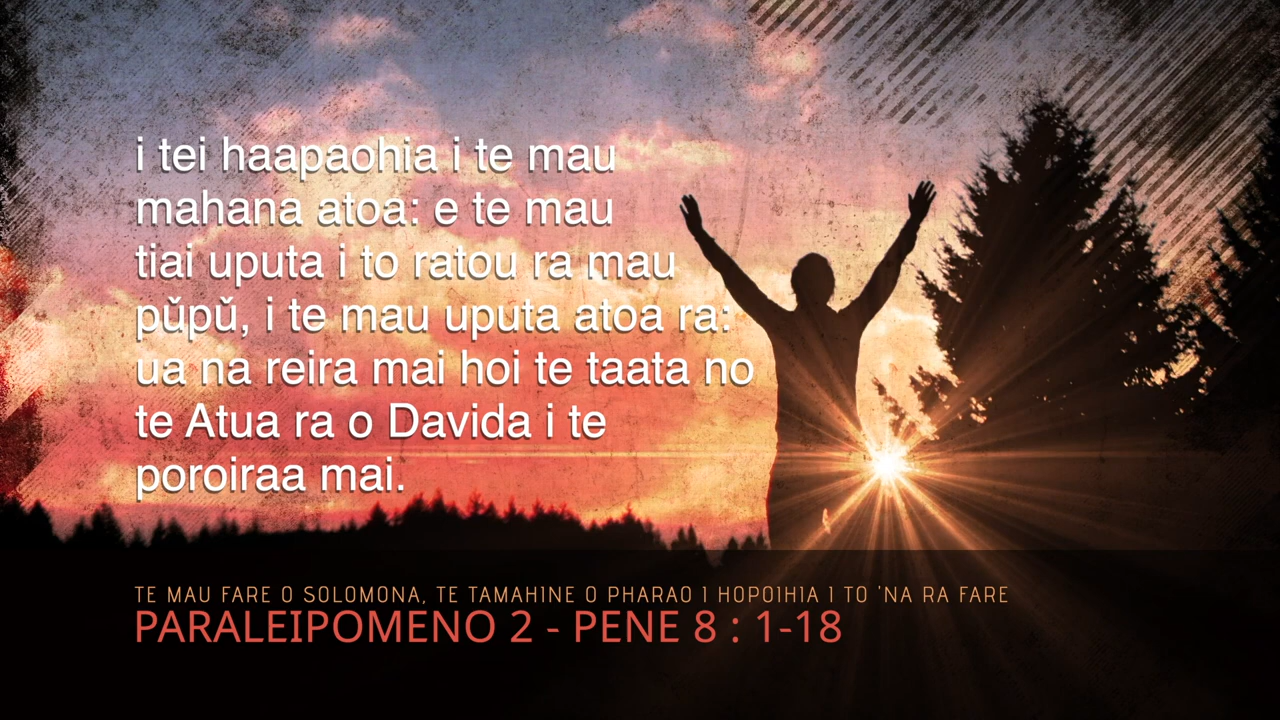 i tei haapaohia i te mau
mahana atoa: e te mau
tiai uputa i to ratou ra mau
pŭpŭ, i te mau uputa atoa ra:
ua na reira mai hoi te taata no
te Atua ra o Davida i te
poroiraa mai.
TE MAU FARE O SOLOMONA, TE TAMAHINE O PHARAO I HOPOIHIA I TO 'NA RA FARE
PARALEIPOMENO 2 - PENE 8 : 1-18